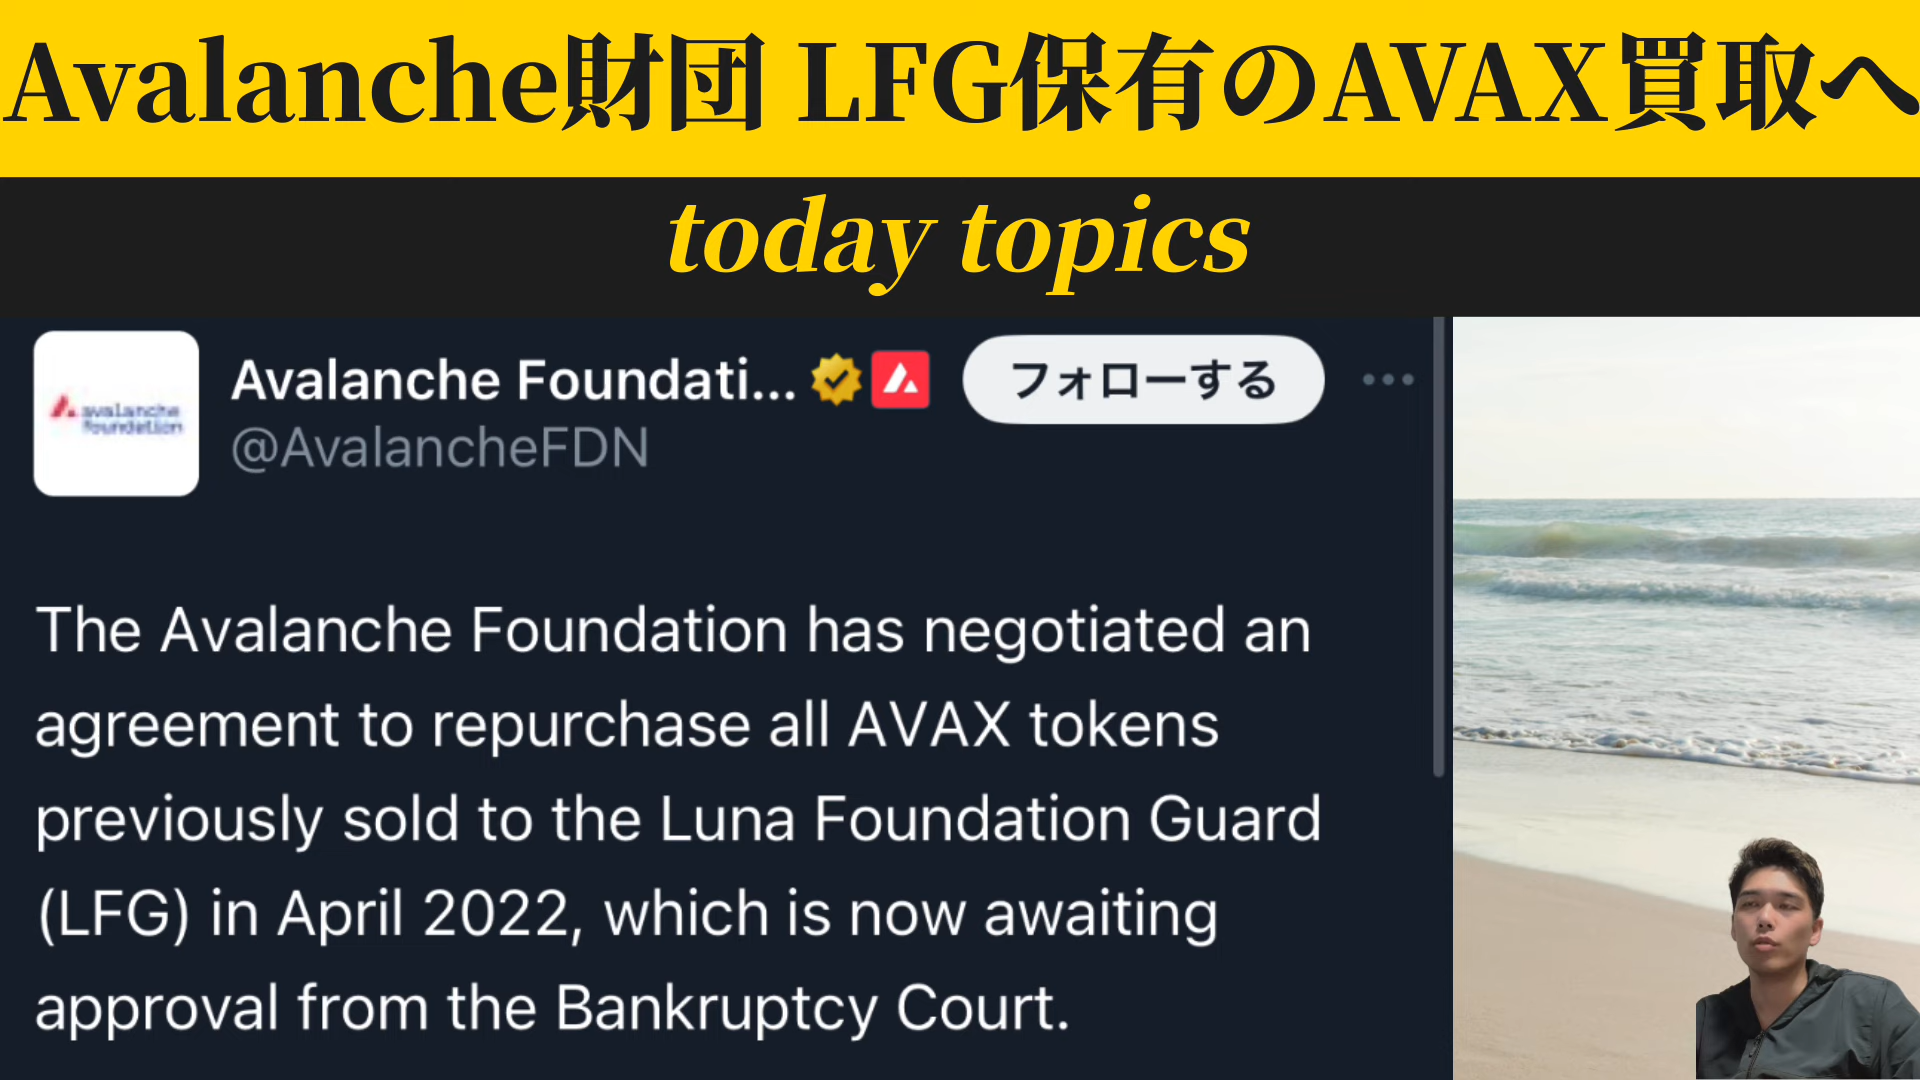 Avalanche財団 LFG保有のAVAX買取へ
today topics
avalanche
foundation
Avalanche Foundati...
フォローする
@AvalancheFDN
The Avalanche Foundation has negotiated an
agreement to repurchase all AVAX tokens
previously sold to the Luna Foundation Guard
(LFG) in April 2022, which is now awaiting
approval from the Bankruptcy Court.